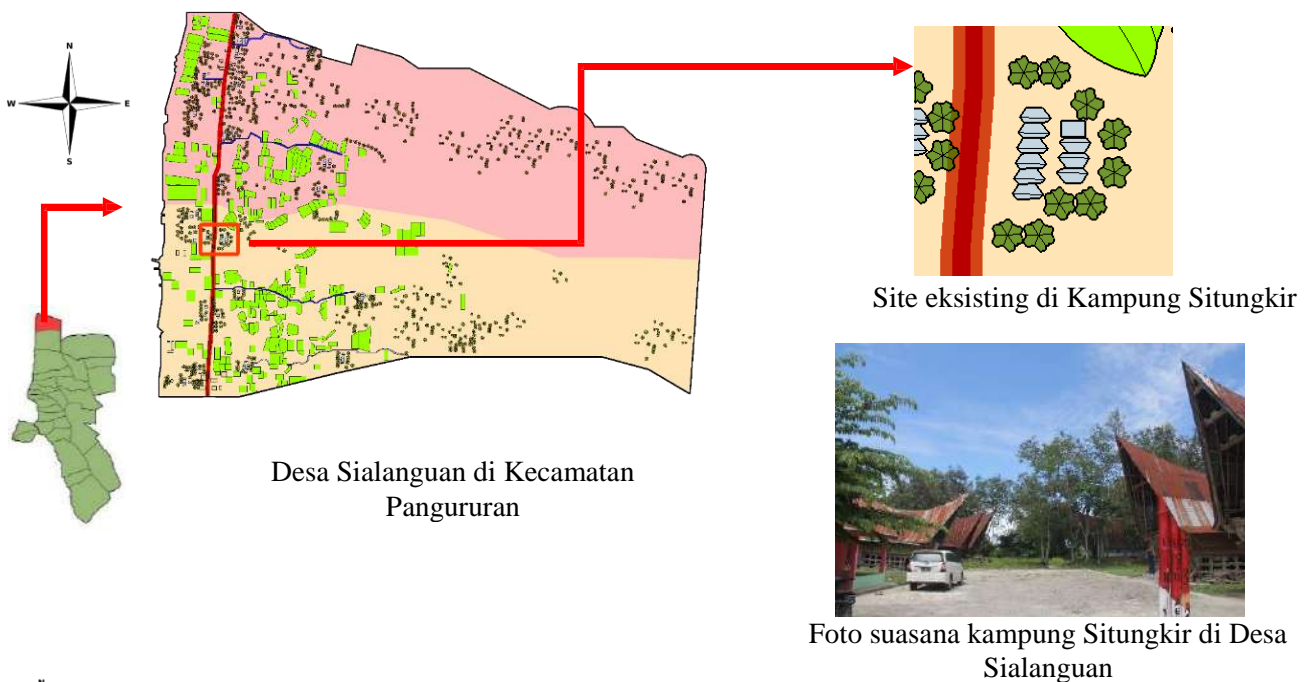 N
W
E
S
Site eksisting di Kampung Situngkir
Desa Sialanguan di Kecamatan
Pangururan
Foto suasana kampung Situngkir di Desa
Sialanguan
N